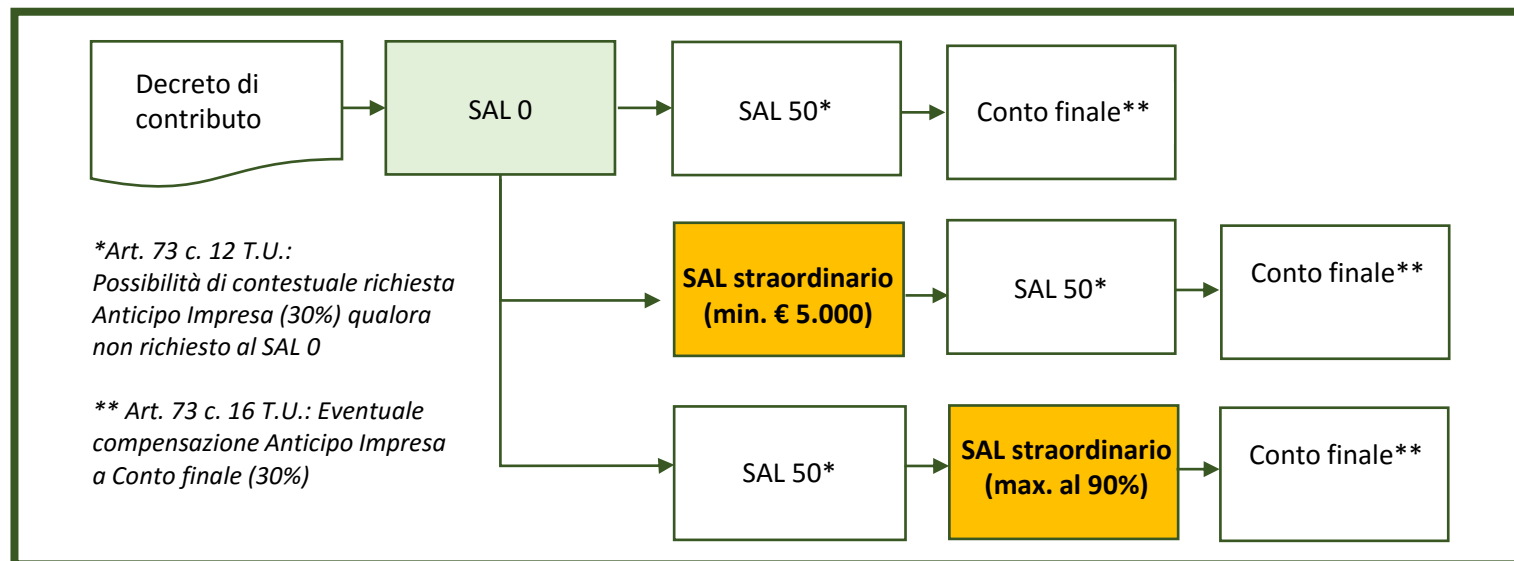 Decreto di
contributo
SAL 0
SAL 50*
Conto finale**
*Art. 73 c. 12 T.U.:
Possibilità di contestuale richiesta
Anticipo Impresa (30%) qualora
non richiesto al SAL 0
SAL straordinario
(min. € 5.000)
SAL 50*
Conto finale**
** Art. 73 c. 16 T.U.: Eventuale
compensazione Anticipo Impresa
a Conto finale (30%)
SAL 50*
SAL straordinario
(max. al 90%)
Conto finale**